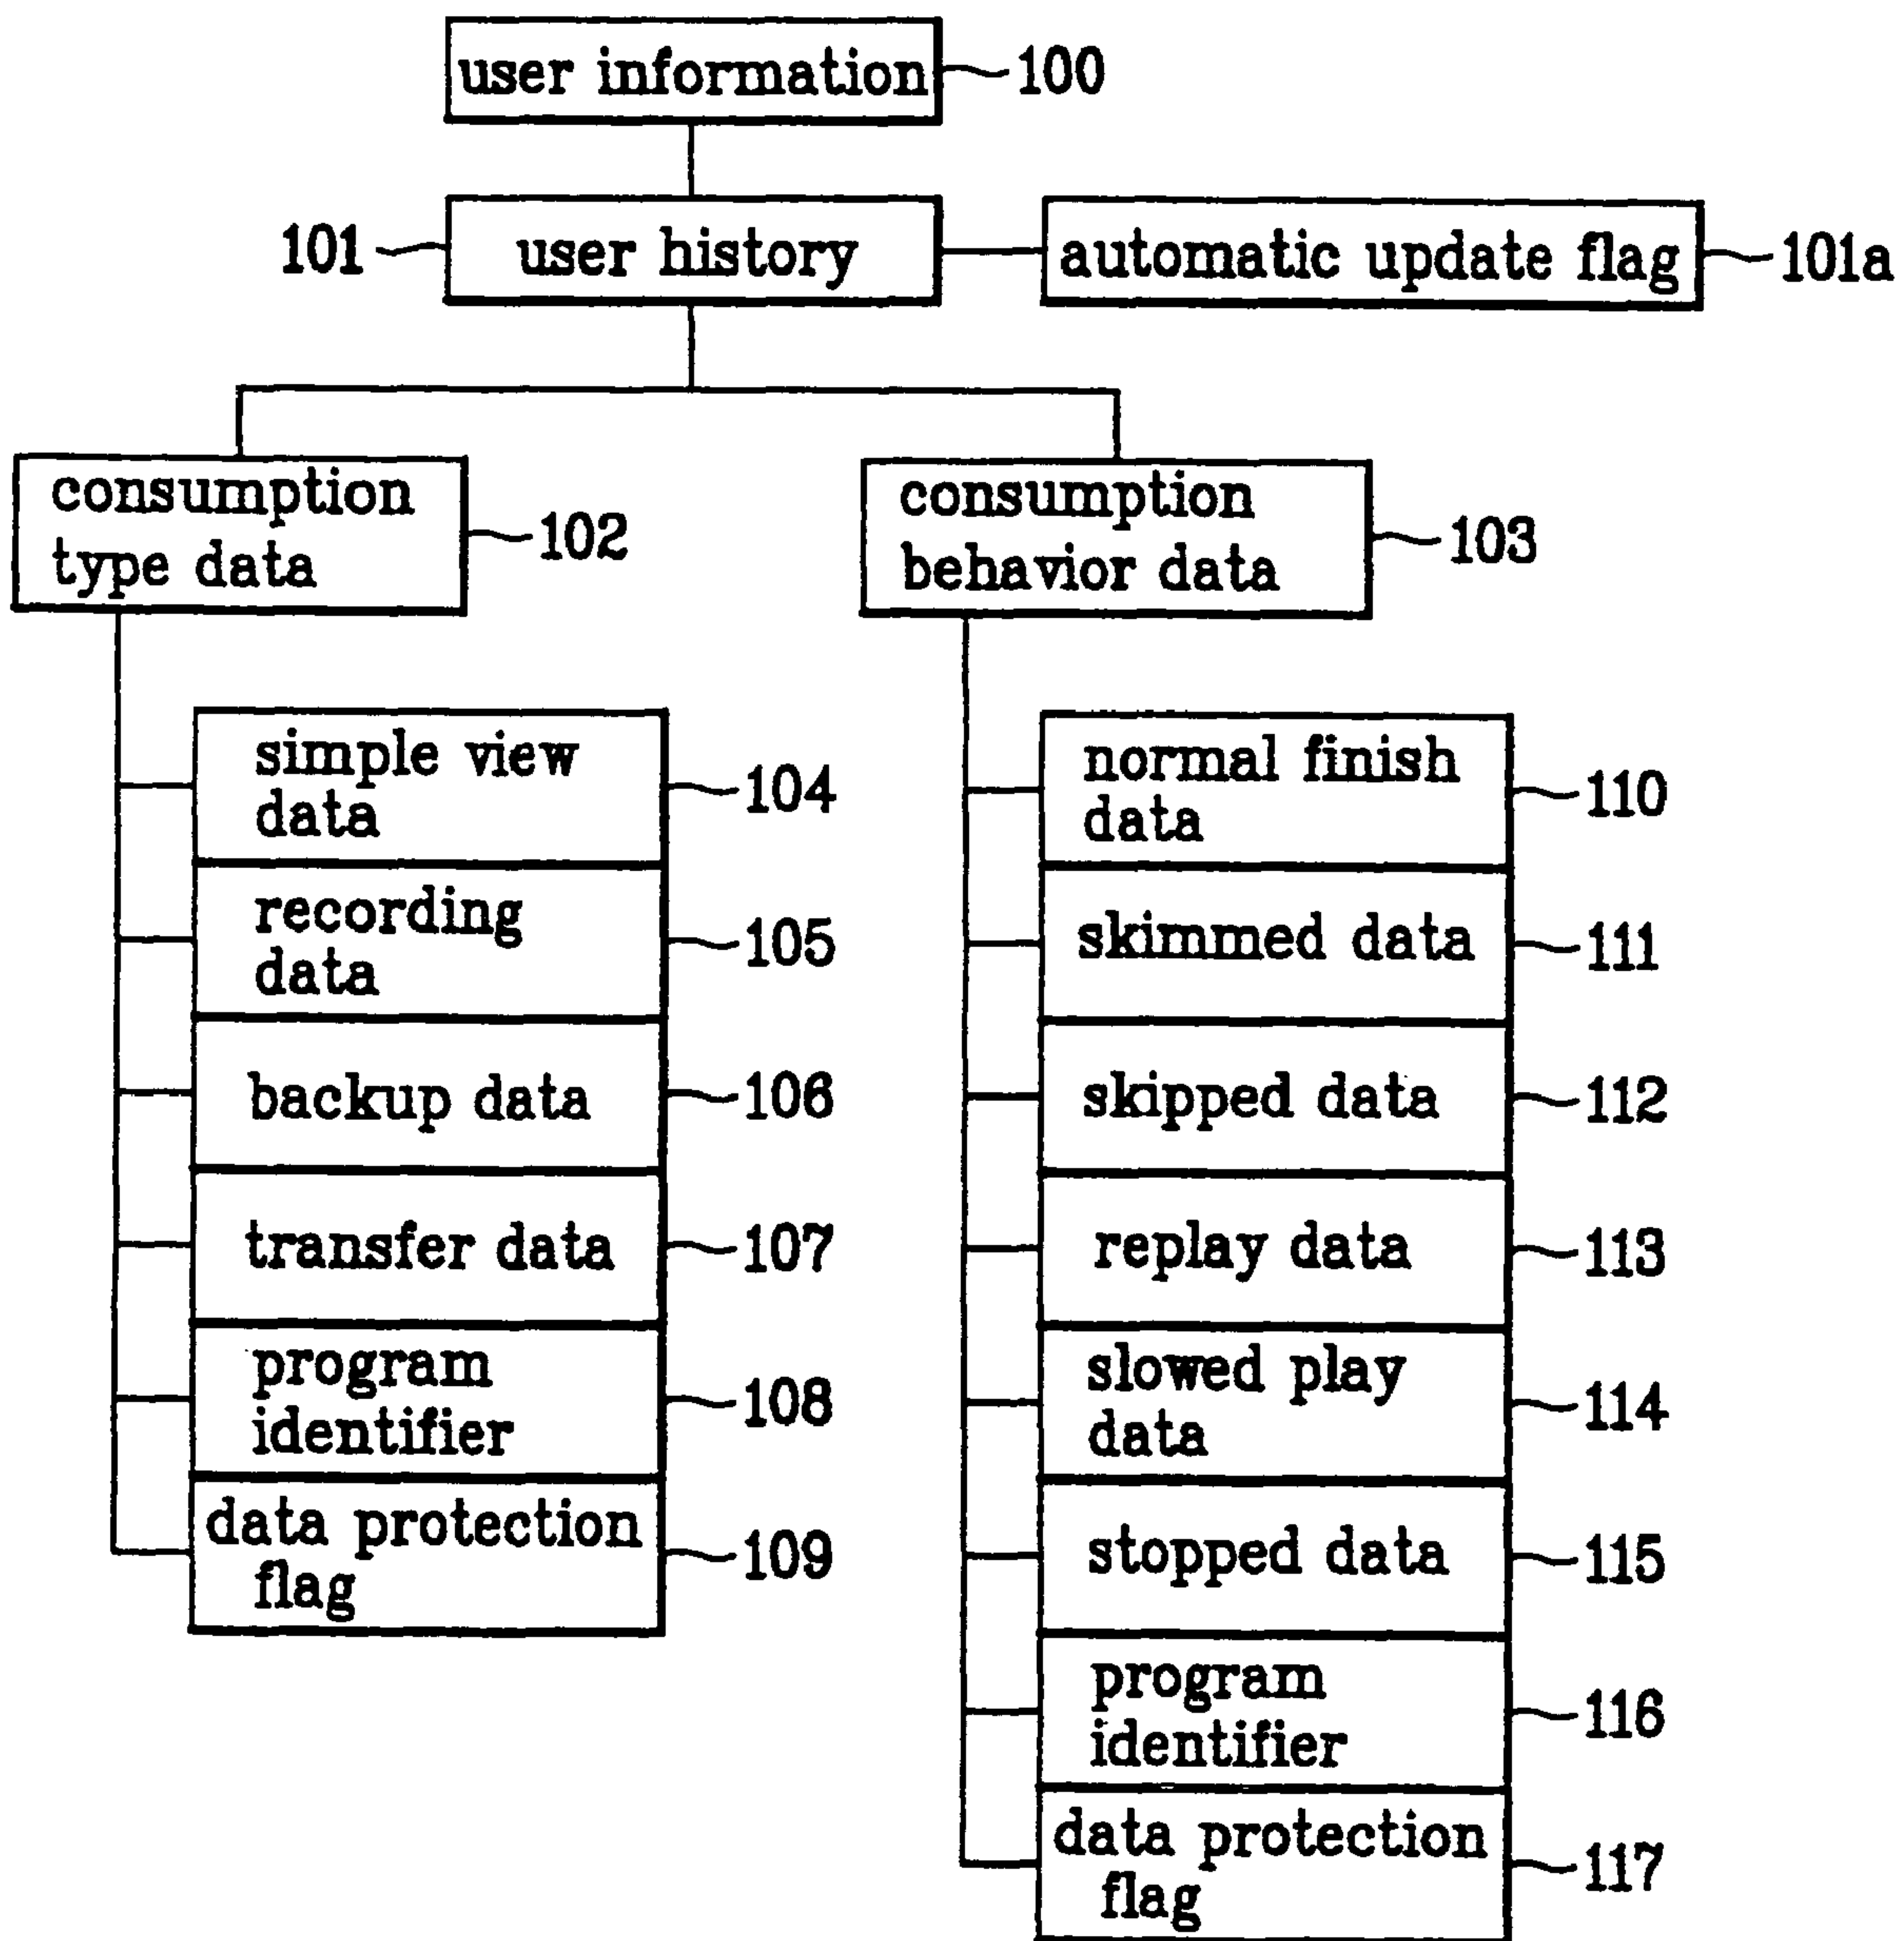 user information
100
101
user history
automatic update flag
101a
consumption
type data
102
consumption
behavior data
103
simple view
data
104
recording
data
105
backup data
106
transfer data
107
program
identifier
108
data protection
flag
109
normal finish
data
110
skimmed data
111
skipped data
112
replay data
113
slowed play
data
114
stopped data
115
program
identifier
116
data protection
flag
117